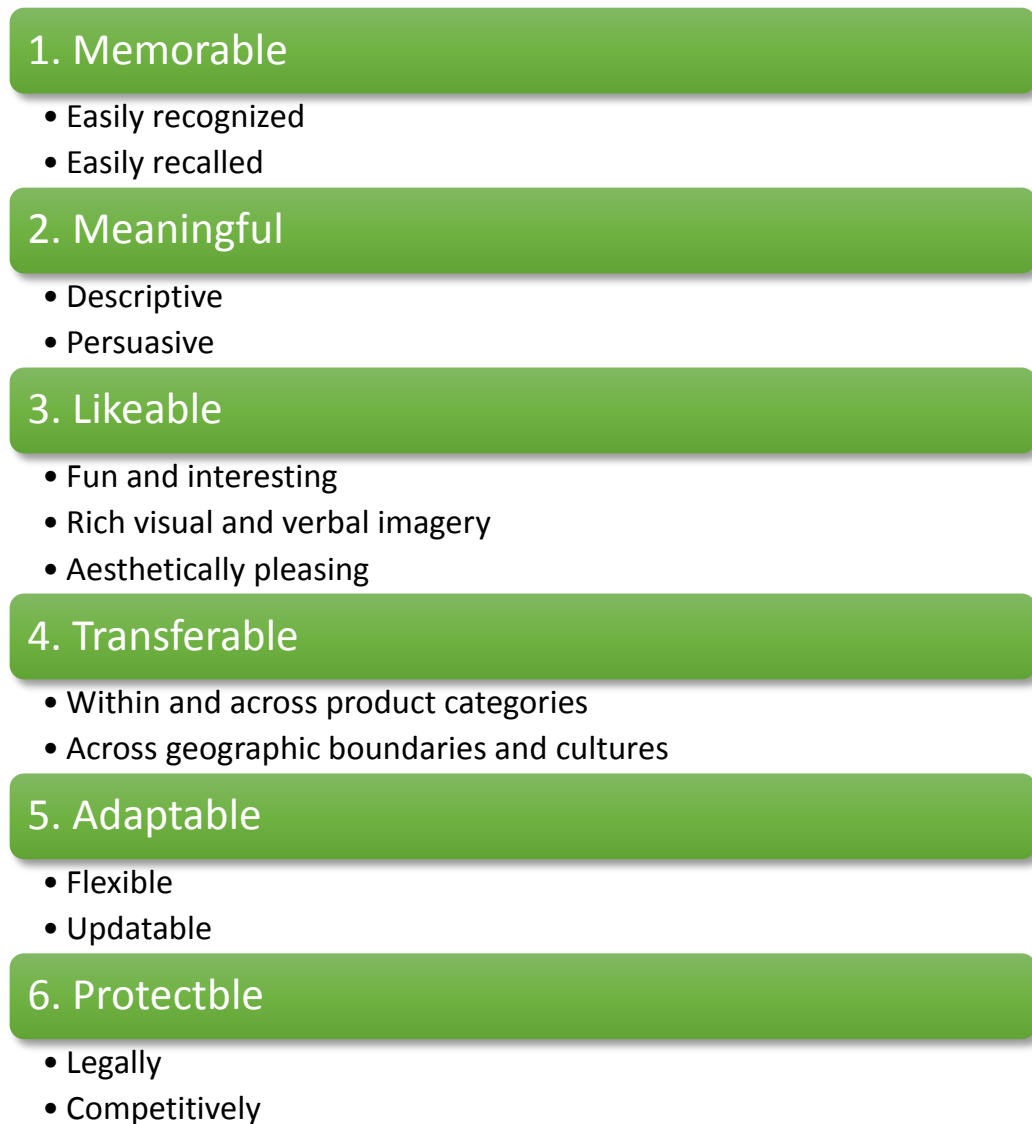 1. Memorable
• Easily recognized
• Easily recalled
2. Meaningful
• Descriptive
• Persuasive
3. Likeable
• Fun and interesting
• Rich visual and verbal imagery
• Aesthetically pleasing
4. Transferable
• Within and across product categories
• Across geographic boundaries and cultures
5. Adaptable
• Flexible
• Updatable
6. Protectble
• Legally
• Competitively